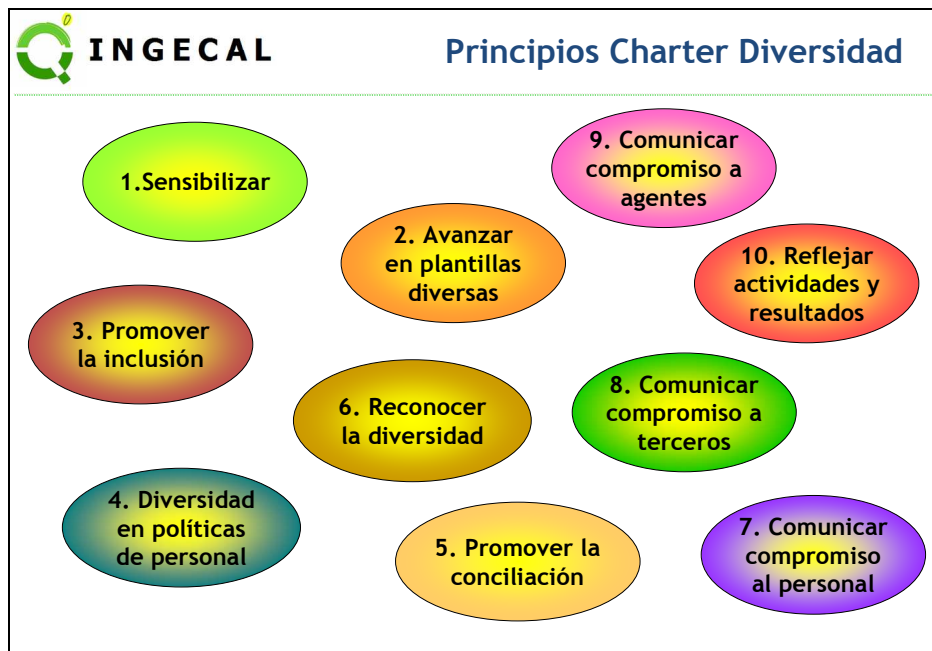 INGECAL
Principios Charter Diversidad
1.Sensibilizar
9. Comunicar
compromiso a
agentes
2. Avanzar
en plantillas
diversas
10. Reflejar
actividades y
resultados
3. Promover
la inclusión
6. Reconocer
la diversidad
8. Comunicar
compromiso a
terceros
4. Diversidad
en políticas
de personal
5. Promover la
conciliación
7. Comunicar
compromiso
al personal